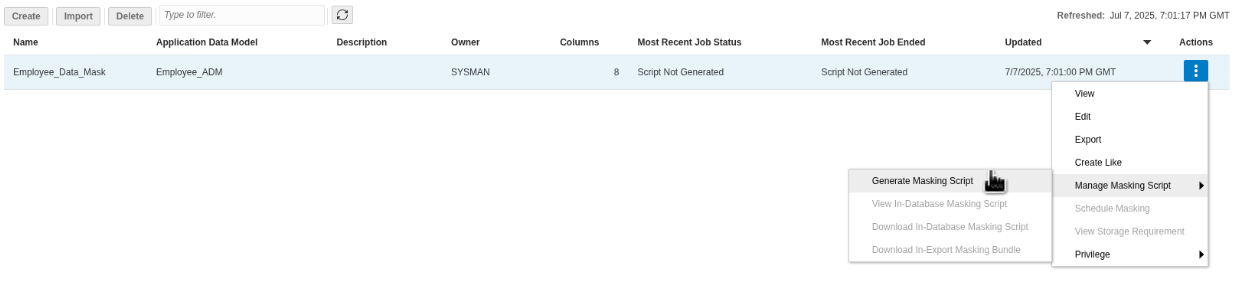 Create Import Delete Type to filter. Refreshed: Jul 7, 2025, 7:01:17 PM GMT
Name Application Data Model Description Owner Columns Most Recent Job Status Most Recent Job Ended Updated Actions
Employee_Data_Mask Employee_ADM SYSMAN 8 Script Not Generated Script Not Generated 7/7/2025, 7:01:00 PM GMT
View
Edit
Export
Create Like
Manage Masking Script
Schedule Masking
View Storage Requirement
Privilege
Generate Masking Script
View In-Database Masking Script
Download In-Database Masking Script
Download In-Export Masking Bundle